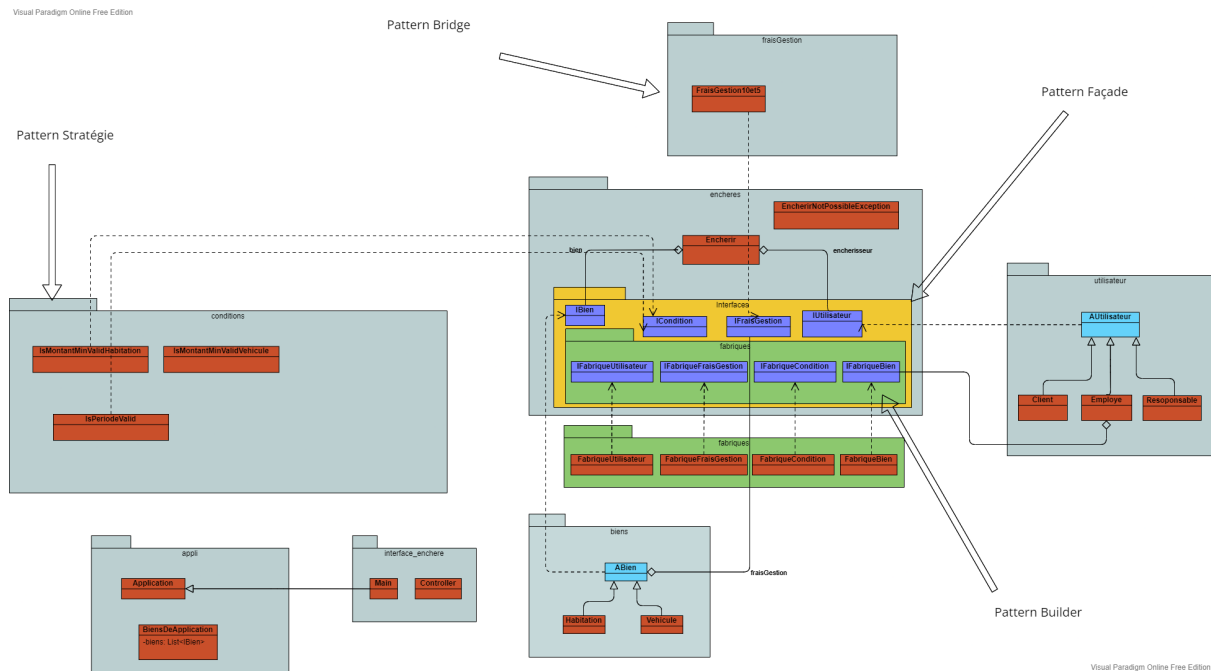 Visual Paradigm Online Free Edition
Pattern Bridge
fraisGestion
FraisGestion10et5
Pattern Façade
Pattern Stratégie
encheres
EncherirNotPossibleException
Encherir
bien
encherisseur
utilisateur
Interfaces
IBien
ICondition
IFraisGestion
IUtilisateur
AUtilisateur
conditions
IsMontantMinValidHabitation
IsMontantMinValidVehicule
fabriques
IFabriqueUtilisateur
IFabriqueFraisGestion
IFabriqueCondition
IFabriqueBien
Client
Employe
Resoponsable
IsPeriodeValid
fabriques
FabriqueUtilisateur
FabriqueFraisGestion
FabriqueCondition
FabriqueBien
biens
appli
interface_enchere
ABien
fraisGestion
Application
Main
Controller
Habitation
Vehicule
Pattern Builder
BiensDeApplication
-biens: List<IBien>
Visual Paradigm Online Free Edition